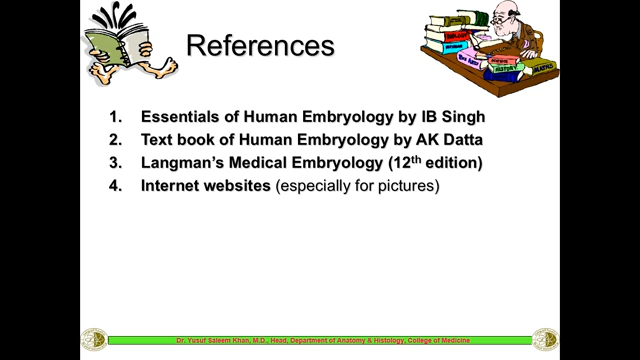 References
1. Essentials of Human Embryology by IB Singh
2. Text book of Human Embryology by AK Datta
3. Langman's Medical Embryology (12th edition)
4. Internet websites (especially for pictures)
Dr. Yusuf Saleem Khan, M.D., Head, Department of Anatomy & Histology, College of Medicine